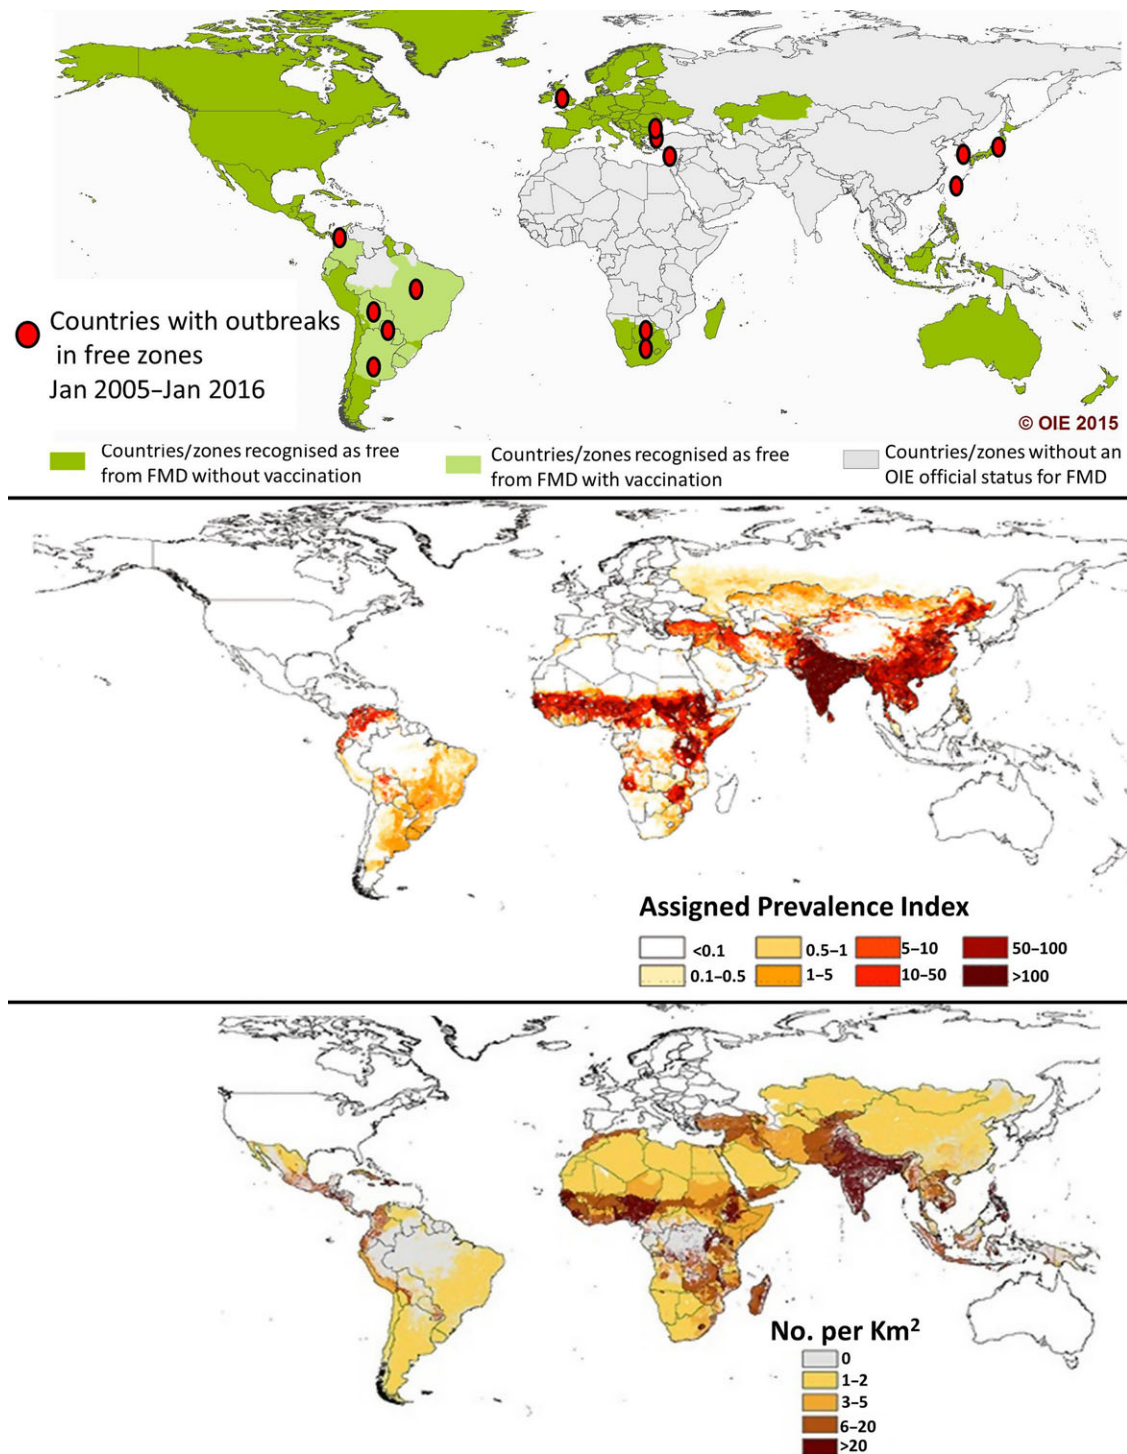 Countries with outbreaks
in free zones
Jan 2005–Jan 2016
© OIE 2015
Countries/zones recognised as free
from FMD without vaccination
Countries/zones recognised as free
from FMD with vaccination
Countries/zones without an
OIE official status for FMD
Assigned Prevalence Index
<0.1
0.5–1
5–10
50–100
0.1–0.5
1–5
10–50
>100
No. per Km²
0
1–2
3–5
6–20
>20